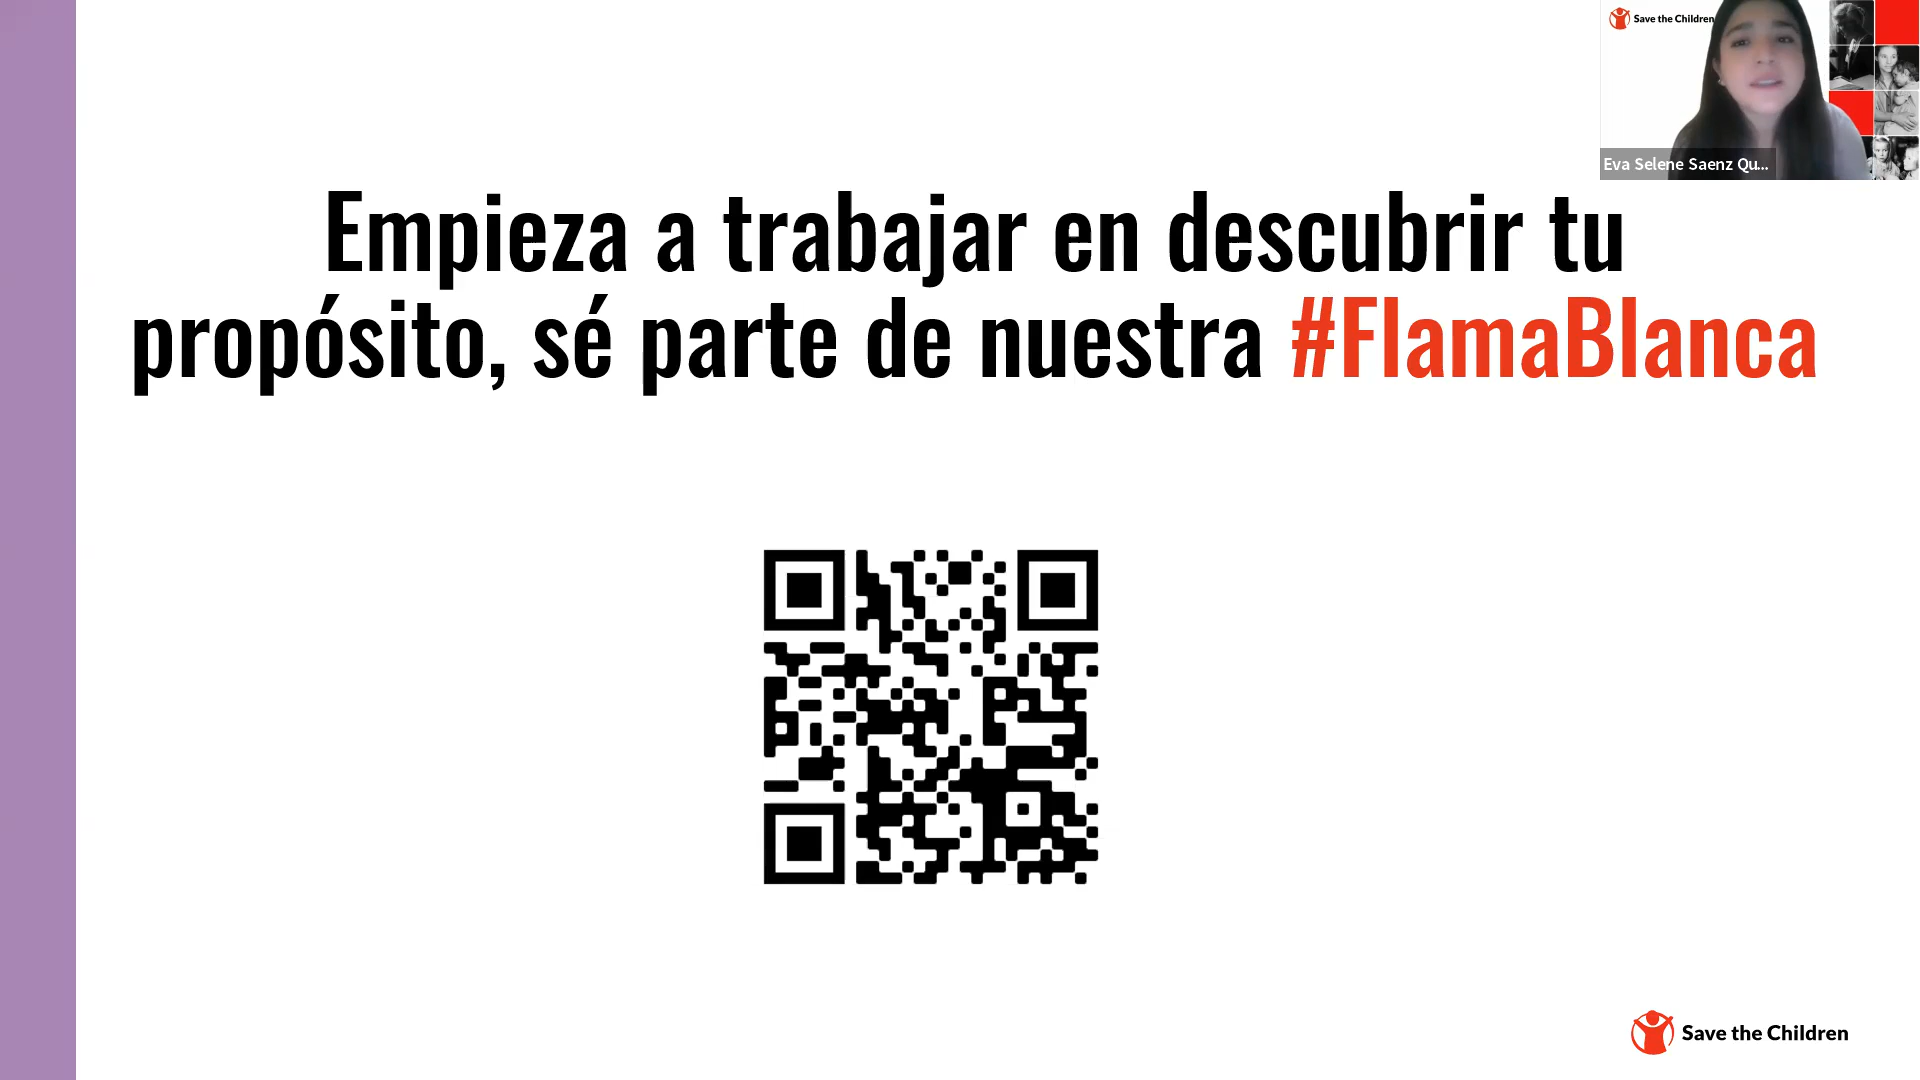 Save the Children
Eva Selene Saenz Qu...
Empieza a trabajar en descubrir tu
propósito, sé parte de nuestra #FlamaBlanca
Save the Children